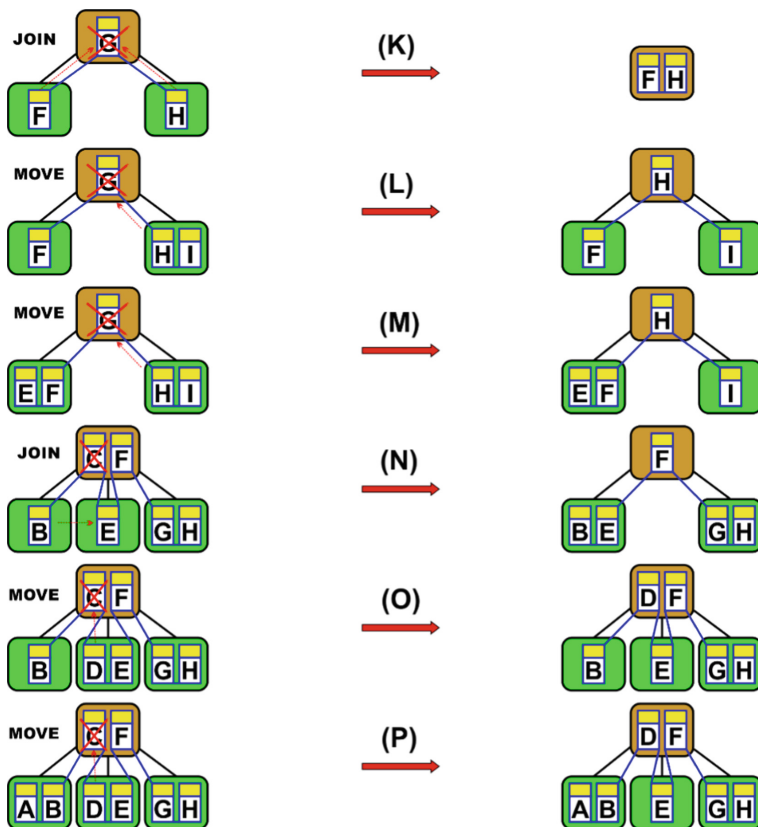 JOIN G (K)
F H F H
MOVE G (L) H
F H I F I
MOVE G (M) H
E F H I E F I
JOIN C F (N) F
B E G H B E G H
MOVE C F (O) D F
B D E G H B E G H
MOVE C F (P) D F
A B D E G H A B E G H